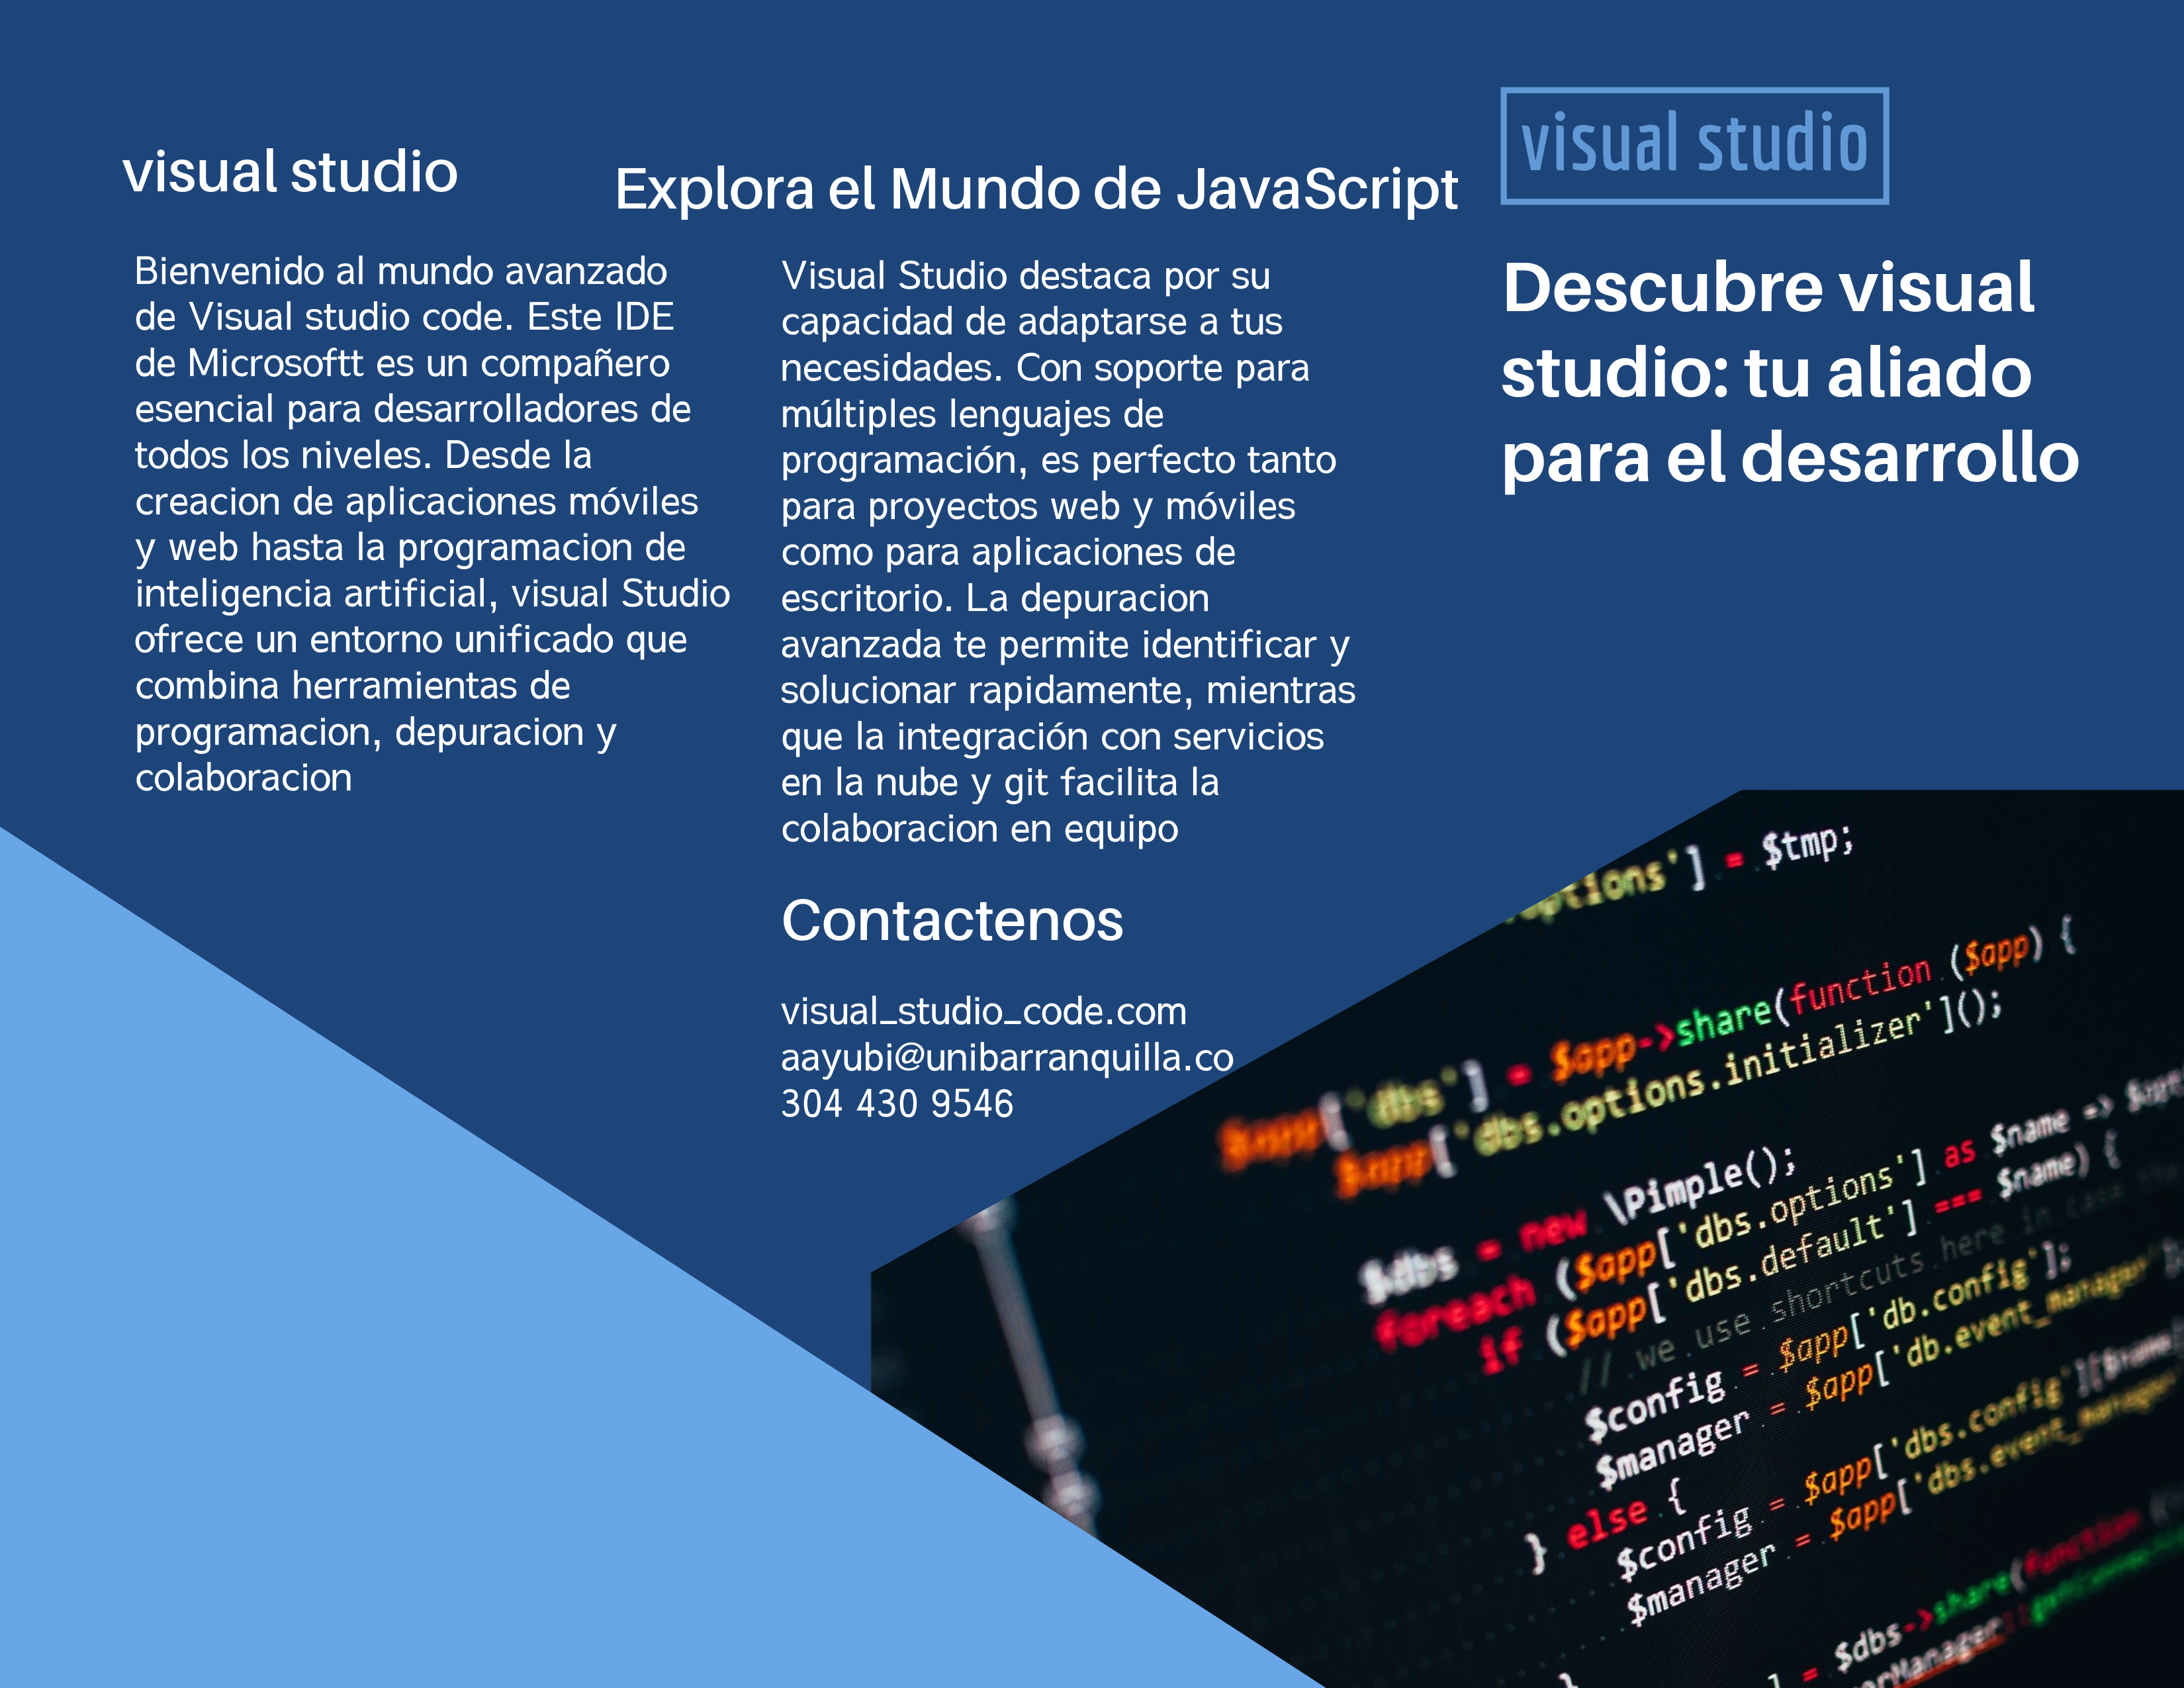 visual studio
Bienvenido al mundo avanzado
de Visual studio code. Este IDE
de Microsoftt es un compañero
esencial para desarrolladores de
todos los niveles. Desde la
creacion de aplicaciones móviles
y web hasta la programacion de
inteligencia artificial, visual Studio
ofrece un entorno unificado que
combina herramientas de
programacion, depuracion y
colaboracion
Explora el Mundo de JavaScript
Visual Studio destaca por su
capacidad de adaptarse a tus
necesidades. Con soporte para
múltiples lenguajes de
programación, es perfecto tanto
para proyectos web y móviles
como para aplicaciones de
escritorio. La depuracion
avanzada te permite identificar y
solucionar rapidamente, mientras
que la integración con servicios
en la nube y git facilita la
colaboracion en equipo
Contactenos
visual_studio_code.com
aayubi@unibarranquilla.co
304 430 9546
visual studio
Descubre visual
studio: tu aliado
para el desarrollo
options'] = $tmp;
$app['dbs'] = $app->share(function ($app) {
$app['dbs.options.initializer']();
$dbs = new \Pimple();
foreach ($app['dbs.options'] as $name =>
if ($app['dbs.default'] === $name) {
// we use shortcuts here in case
$config = $app['db.config'];
$manager = $app['db.event_manager'];
} else {
$config = $app['dbs.config'][$name]
$manager = $app['dbs.event_manager'
}
] = $dbs->share(function